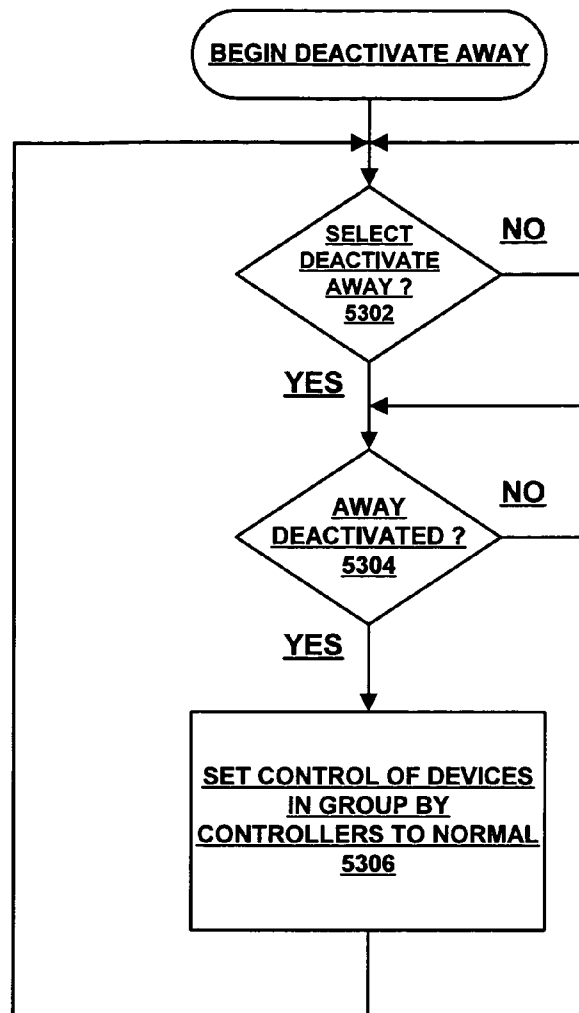 BEGIN DEACTIVATE AWAY
SELECT
DEACTIVATE
AWAY ?
5302
NO
YES
AWAY
DEACTIVATED ?
5304
NO
YES
SET CONTROL OF DEVICES
IN GROUP BY
CONTROLLERS TO NORMAL
5306